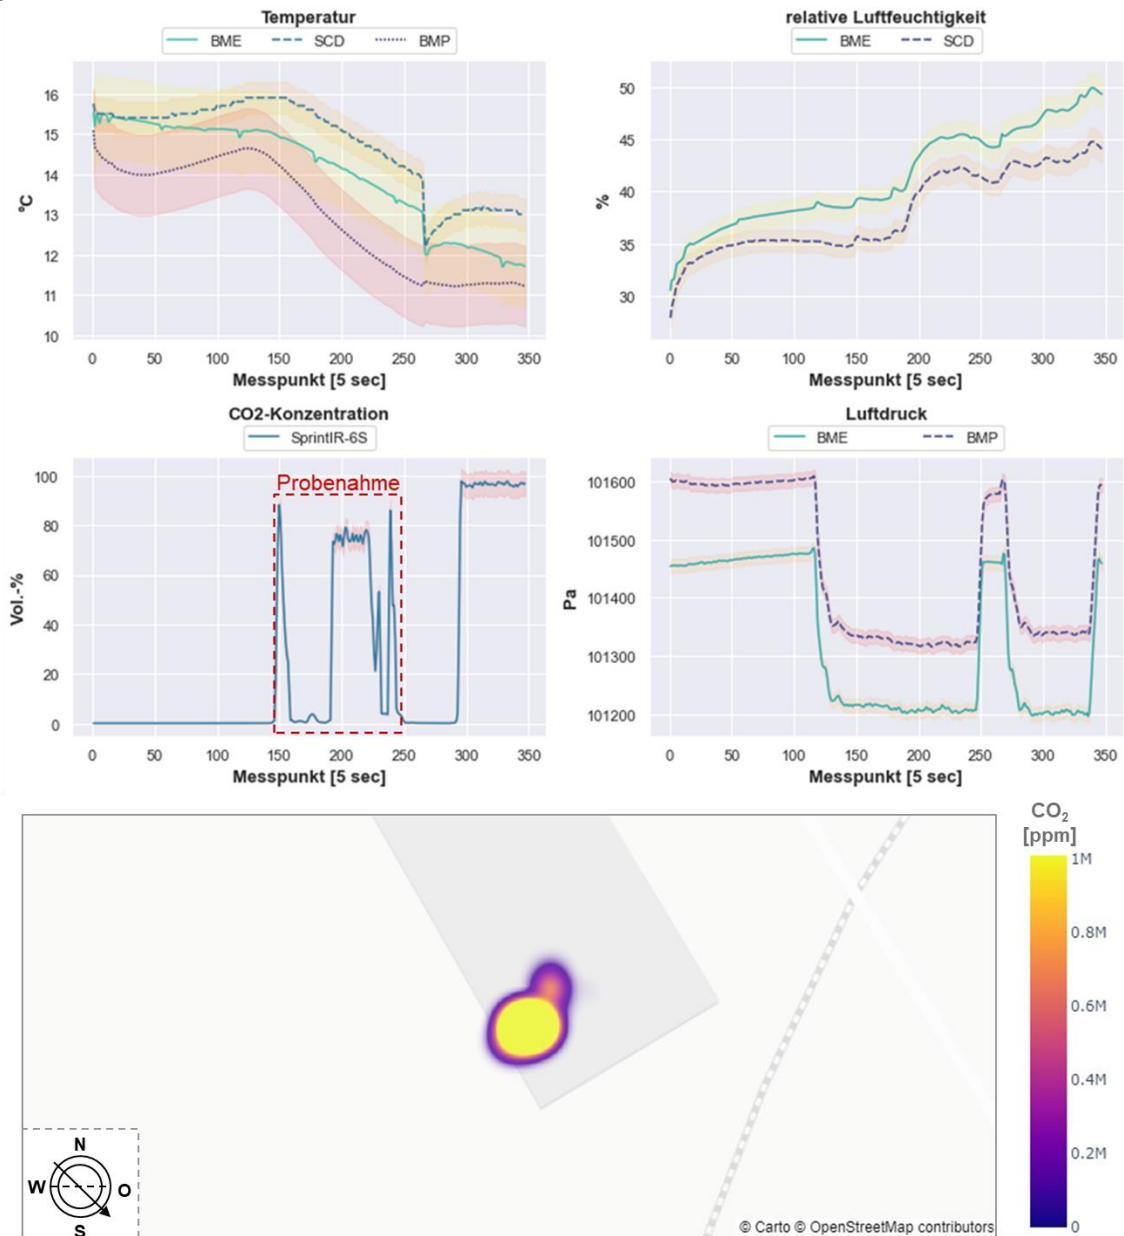 Temperatur
BME SCD BMP
16
15
14
13
12
11
10
°C
0 50 100 150 200 250 300 350
Messpunkt [5 sec]
relative Luftfeuchtigkeit
BME SCD
50
45
40
35
30
%
0 50 100 150 200 250 300 350
Messpunkt [5 sec]
CO2-Konzentration
SprintIR-6S
Probenahme
100
80
60
40
20
0
Vol.-%
0 50 100 150 200 250 300 350
Messpunkt [5 sec]
Luftdruck
BME BMP
101600
101500
101400
101300
101200
Pa
0 50 100 150 200 250 300 350
Messpunkt [5 sec]
CO₂
[ppm]
1M
0.8M
0.6M
0.4M
0.2M
0
N
W O
S
© Carto © OpenStreetMap contributors